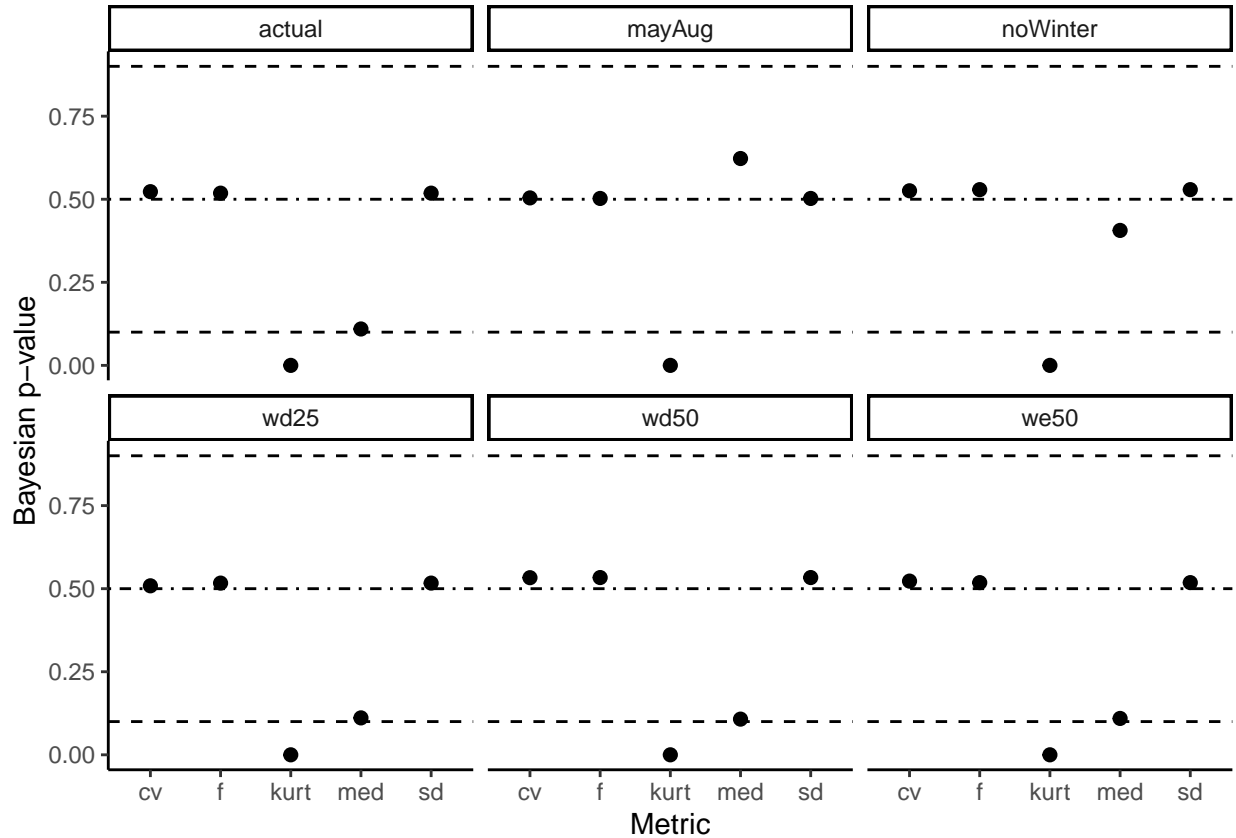 actual mayAug noWinter
0.75
0.50
0.25
0.00
wd25 wd50 we50
0.75
0.50
0.25
0.00
cv f kurt med sd cv f kurt med sd cv f kurt med sd
Metric
Bayesian p−value